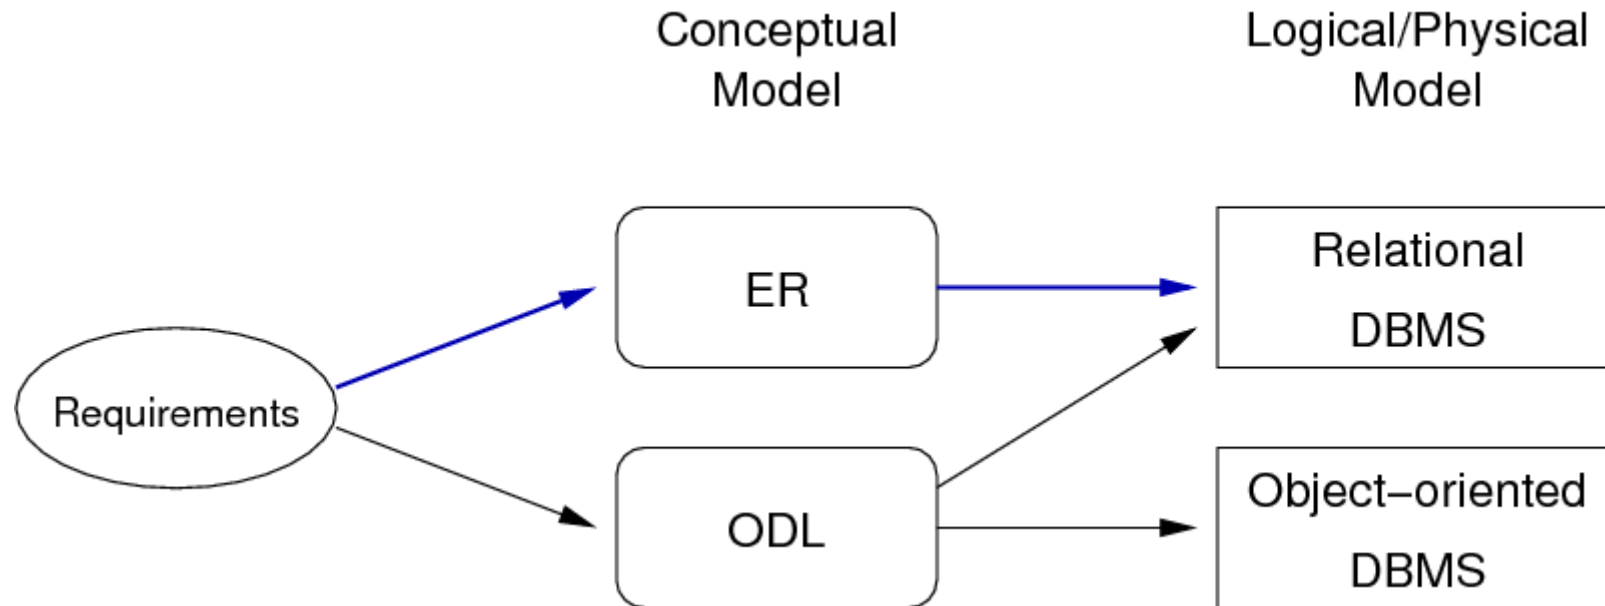 Conceptual
Model
Logical/Physical
Model
Requirements
ER
Relational
DBMS
ODL
Object-oriented
DBMS